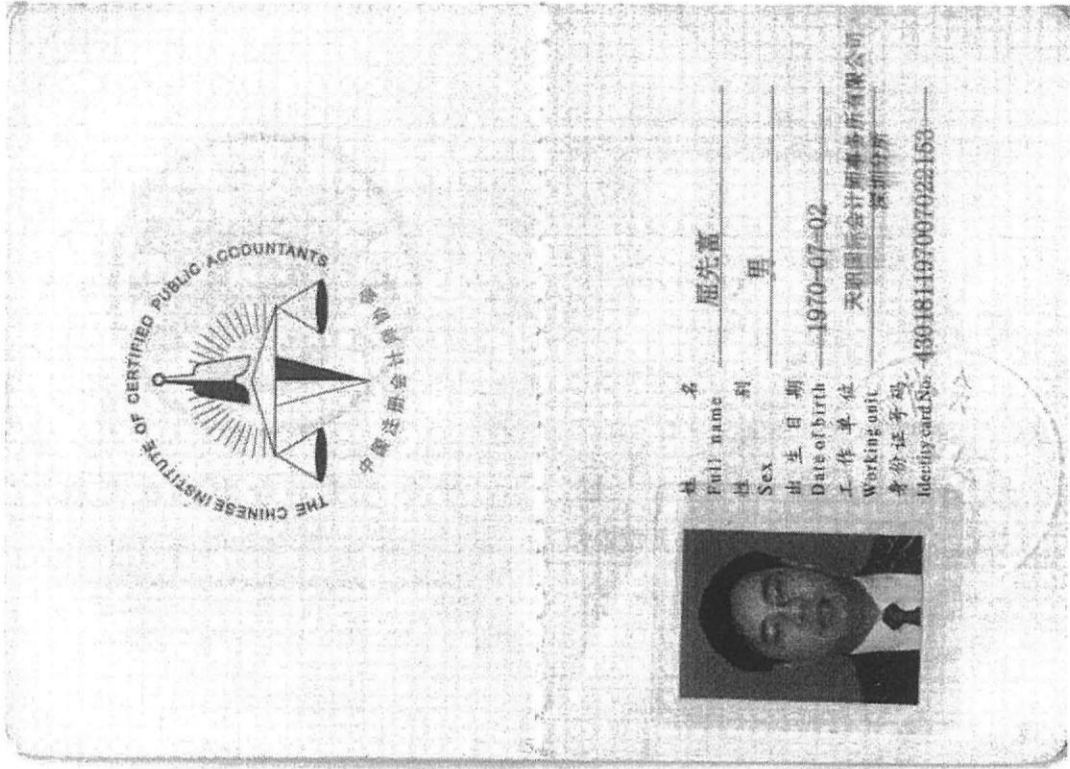 THE CHINESE INSTITUTE OF CERTIFIED PUBLIC ACCOUNTANTS
中国注册会计师协会
姓 名 屈先富
Full name
性 别 男
Sex
出 生 日 期
Date of birth 1970-07-02
工 作 单 位 天职国际会计师事务所有限公司
Working unit 深圳分所
身份证号码
Identity card No. 430181197007022153